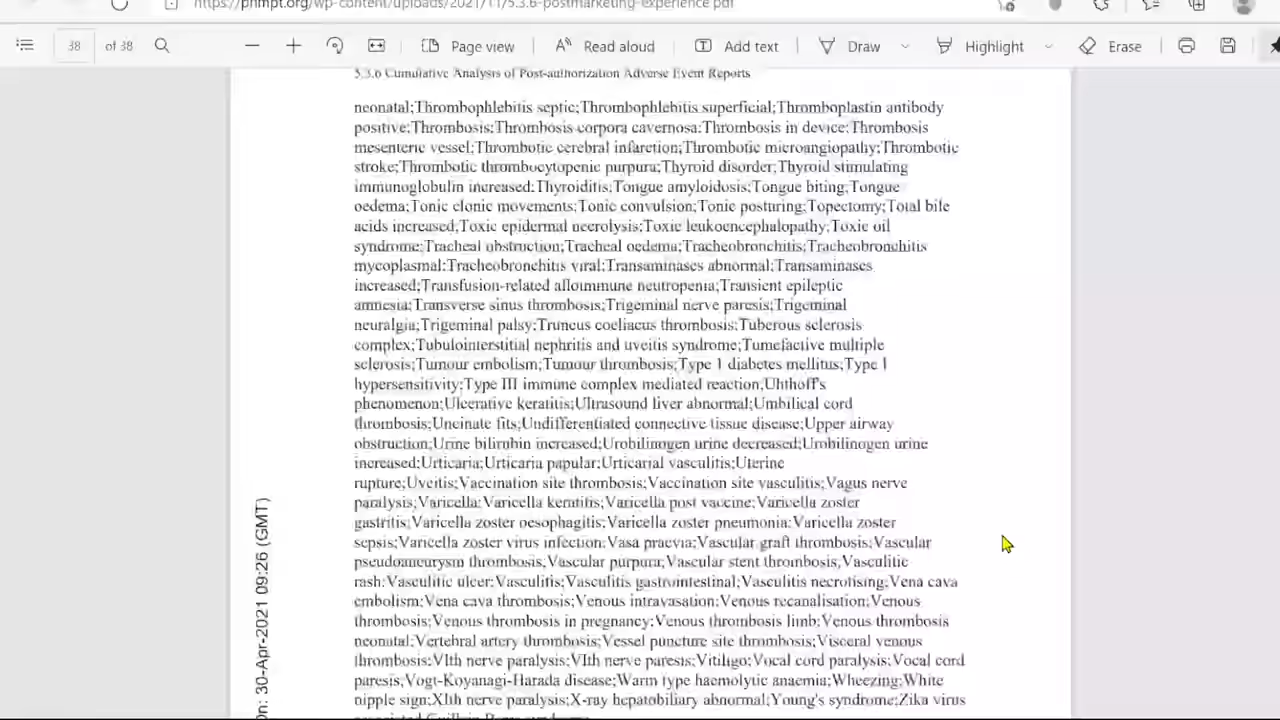 https://phmpt.org/wp-content/uploads/2021/11/5.3.6-postmarketing-experience.pdf
38 of 38 Page view Read aloud Add text Draw Highlight Erase
5.3.6 Cumulative Analysis of Post-authorization Adverse Event Reports
neonatal;Thrombophlebitis septic;Thrombophlebitis superficial;Thromboplastin antibody
positive;Thrombosis;Thrombosis corpora cavernosa;Thrombosis in device;Thrombosis
mesenteric vessel;Thrombotic cerebral infarction;Thrombotic microangiopathy;Thrombotic
stroke;Thrombotic thrombocytopenic purpura;Thyroid disorder;Thyroid stimulating
immunoglobulin increased;Thyroiditis;Tongue amyloidosis;Tongue biting;Tongue
oedema;Tonic clonic movements;Tonic convulsion;Tonic posturing;Topectomy;Total bile
acids increased;Toxic epidermal necrolysis;Toxic leukoencephalopathy;Toxic oil
syndrome;Tracheal obstruction;Tracheal oedema;Tracheobronchitis;Tracheobronchitis
mycoplasmal;Tracheobronchitis viral;Transaminases abnormal;Transaminases
increased;Transfusion-related alloimmune neutropenia;Transient epileptic
amnesia;Transverse sinus thrombosis;Trigeminal nerve paresis;Trigeminal
neuralgia;Trigeminal palsy;Truncus coeliacus thrombosis;Tuberous sclerosis
complex;Tubulointerstitial nephritis and uveitis syndrome;Tumefactive multiple
sclerosis;Tumour embolism;Tumour thrombosis;Type 1 diabetes mellitus;Type I
hypersensitivity;Type III immune complex mediated reaction;Uhthoff's
phenomenon;Ulcerative keratitis;Ultrasound liver abnormal;Umbilical cord
thrombosis;Uncinate fits;Undifferentiated connective tissue disease;Upper airway
obstruction;Urine bilirubin increased;Urobilinogen urine decreased;Urobilinogen urine
increased;Urticaria;Urticaria papular;Urticarial vasculitis;Uterine
rupture;Uveitis;Vaccination site thrombosis;Vaccination site vasculitis;Vagus nerve
paralysis;Varicella;Varicella keratitis;Varicella post vaccine;Varicella zoster
gastritis;Varicella zoster oesophagitis;Varicella zoster pneumonia;Varicella zoster
sepsis;Varicella zoster virus infection;Vasa praevia;Vascular graft thrombosis;Vascular
pseudoaneurysm thrombosis;Vascular purpura;Vascular stent thrombosis;Vasculitic
rash;Vasculitic ulcer;Vasculitis;Vasculitis gastrointestinal;Vasculitis necrotising;Vena cava
embolism;Vena cava thrombosis;Venous intravasation;Venous recanalisation;Venous
thrombosis;Venous thrombosis in pregnancy;Venous thrombosis limb;Venous thrombosis
neonatal;Vertebral artery thrombosis;Vessel puncture site thrombosis;Visceral venous
thrombosis;VIth nerve paralysis;VIth nerve paresis;Vitiligo;Vocal cord paralysis;Vocal cord
paresis;Vogt-Koyanagi-Harada disease;Warm type haemolytic anaemia;Wheezing;White
nipple sign;XIth nerve paralysis;X-ray hepatobiliary abnormal;Young's syndrome;Zika virus
associated Guillain Barre syndrome.
On: 30-Apr-2021 09:26 (GMT)